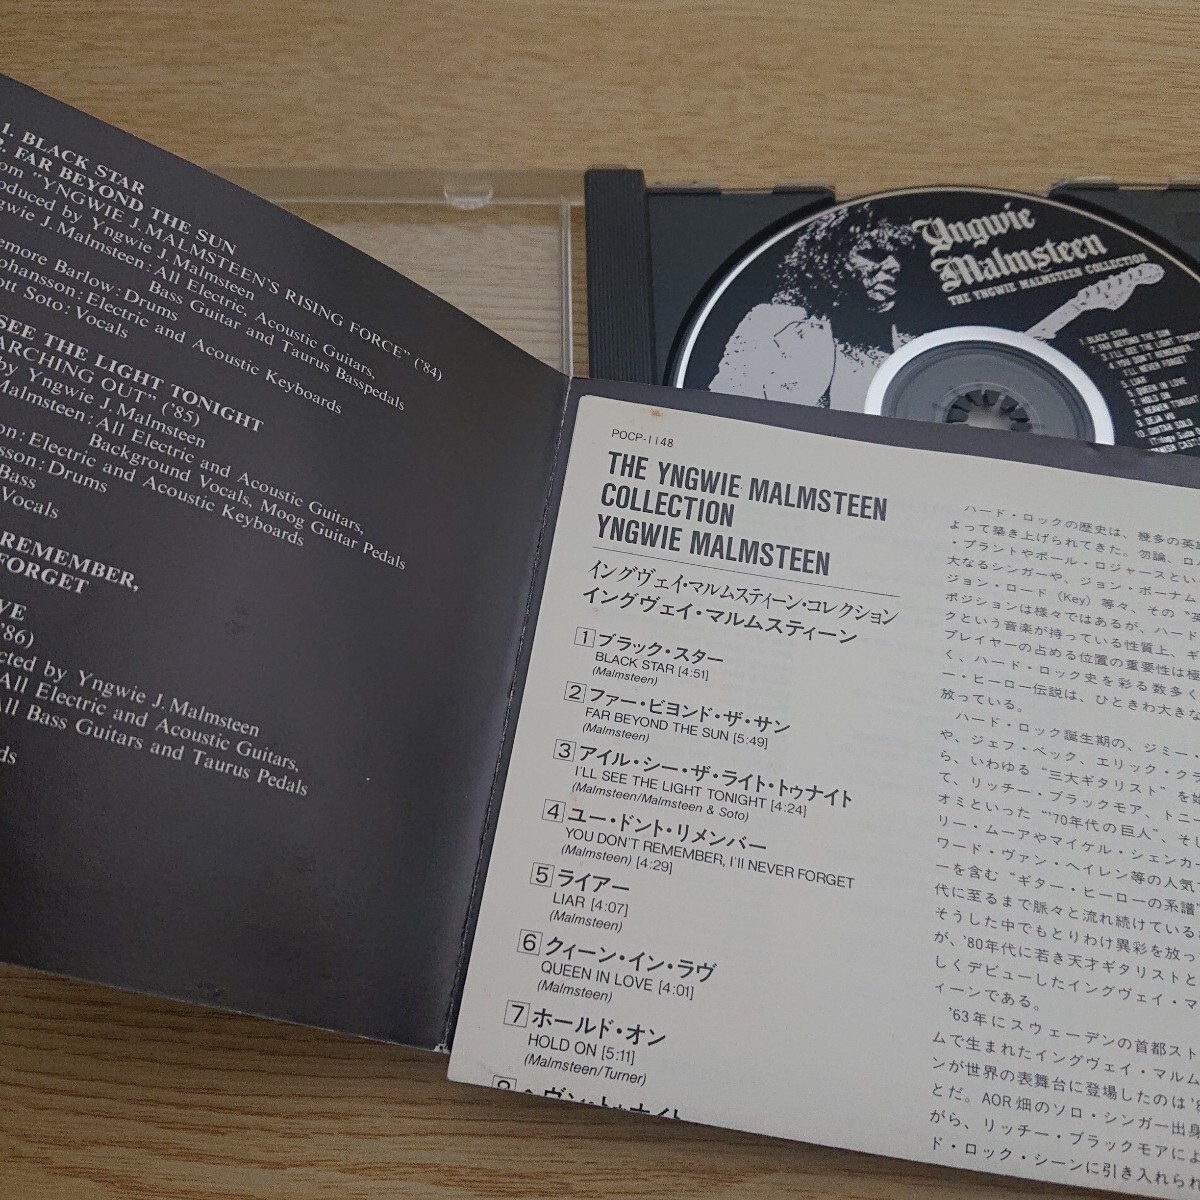 1. BLACK STAR
2. FAR BEYOND THE SUN
from "YNGWIE J. MALMSTEEN'S RISING FORCE" ('84)
Produced by Yngwie J. Malmsteen
Yngwie J. Malmsteen: All Electric, Acoustic Guitars,
Bass Guitar and Taurus Basspedals
Barlow: Drums
Johansson: Electric and Acoustic Keyboards
Soto: Vocals
SEE THE LIGHT TONIGHT
MARCHING OUT" ('85)
by Yngwie J. Malmsteen
Malmsteen: All Electric and Acoustic Guitars,
Background Vocals, Moog Guitar Pedals
Electric and Acoustic Keyboards
Drums
Bass
Vocals
REMEMBER,
FORGET
'86)
by Yngwie J. Malmsteen
All Electric and Acoustic Guitars,
All Bass Guitars and Taurus Pedals
Yngwie
Malmsteen
THE YNGWIE MALMSTEEN COLLECTION
POCP-1148
THE YNGWIE MALMSTEEN
COLLECTION
YNGWIE MALMSTEEN
イングヴェイ・マルムスティーン・コレクション
イングヴェイ・マルムスティーン
1 ブラック・スター
BLACK STAR [4:51]
(Malmsteen)
2 ファー・ビヨンド・ザ・サン
FAR BEYOND THE SUN [5:49]
(Malmsteen)
3 アイル・シー・ザ・ライト・トゥナイト
I'LL SEE THE LIGHT TONIGHT [4:24]
(Malmsteen/Malmsteen & Soto)
4 ユー・ドント・リメンバー
YOU DON'T REMEMBER, I'll NEVER FORGET
(Malmsteen) [4:29]
5 ライアー
LIAR [4:07]
(Malmsteen)
6 クィーン・イン・ラヴ
QUEEN IN LOVE [4:01]
(Malmsteen)
7 ホールド・オン
HOLD ON [5:11]
(Malmsteen/Turner)
8 ヘヴン・トゥナイト
ハード・ロックの歴史は、幾多の英
よって築き上げられてきた。勿論、ロバ
・プラントやポール・ロジャースとい
大なるシンガーや、ジョン・ボーナム
ジョン・ロード(Key)等々、その“英
ポジションは様々ではあるが、ハード・
クという音楽が持っている性質上、ギ
プレイヤーの占める位置の重要性は極
く、ハード・ロック史を彩る数多く
ー・ヒーロー伝説は、ひときわ大きな
放っている。
ハード・ロック誕生期の、ジミー・
や、ジェフ・ベック、エリック・クラ
ら、いわゆる“三大ギタリスト”を始
て、リッチー・ブラックモア、トニー
オミといった“'70年代の巨人”、そし
リー・ムーアやマイケル・シェンカ
ワード・ヴァン・ヘイレン等の人気
ーを含む“ギター・ヒーローの系譜”
代に至るまで脈々と流れ続けている
そうした中でもとりわけ異彩を放っ
が、'80年代に若き天才ギタリストと
しくデビューしたイングヴェイ・マ
ィーンである。
'63年にスウェーデンの首都スト
ムで生まれたイングヴェイ・マルム
ンが世界の表舞台に登場したのは'8
とだ。AOR畑のソロ・シンガー出身
がら、リッチー・ブラックモアによ
ド・ロック・シーンに引き入れられ